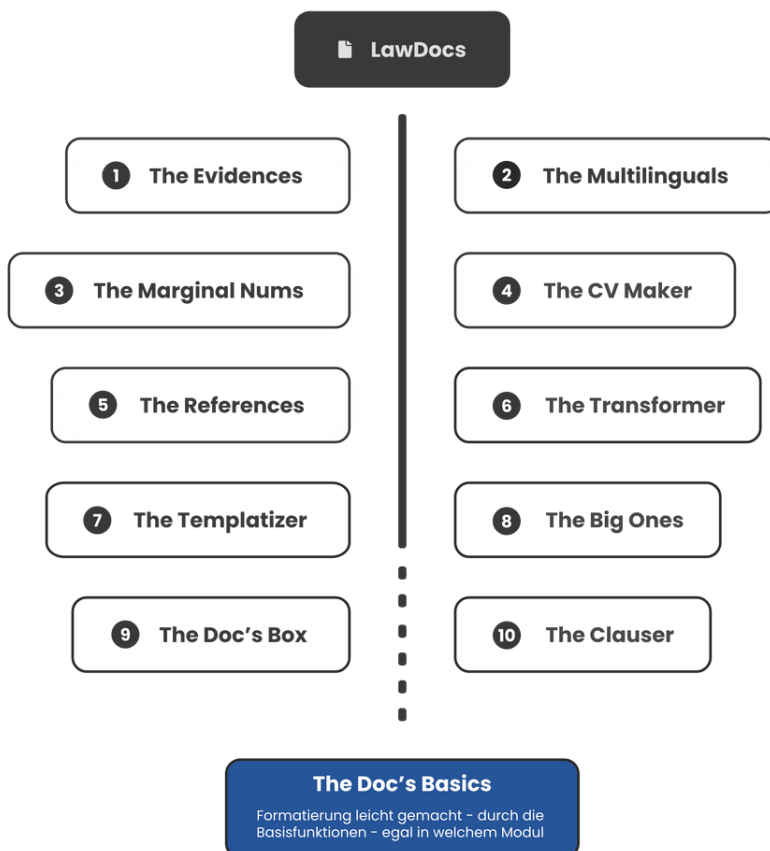 LawDocs
1 The Evidences
2 The Multilinguals
3 The Marginal Nums
4 The CV Maker
5 The References
6 The Transformer
7 The Templatizer
8 The Big Ones
9 The Doc’s Box
10 The Clauser
The Doc’s Basics
Formatierung leicht gemacht - durch die
Basisfunktionen - egal in welchem Modul